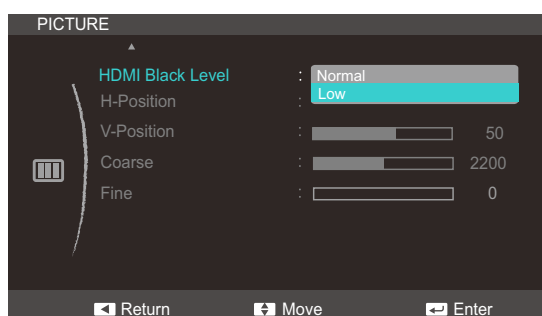 PICTURE
HDMI Black Level : Normal
H-Position : Low
V-Position : 50
Coarse : 2200
Fine : 0
Return Move Enter